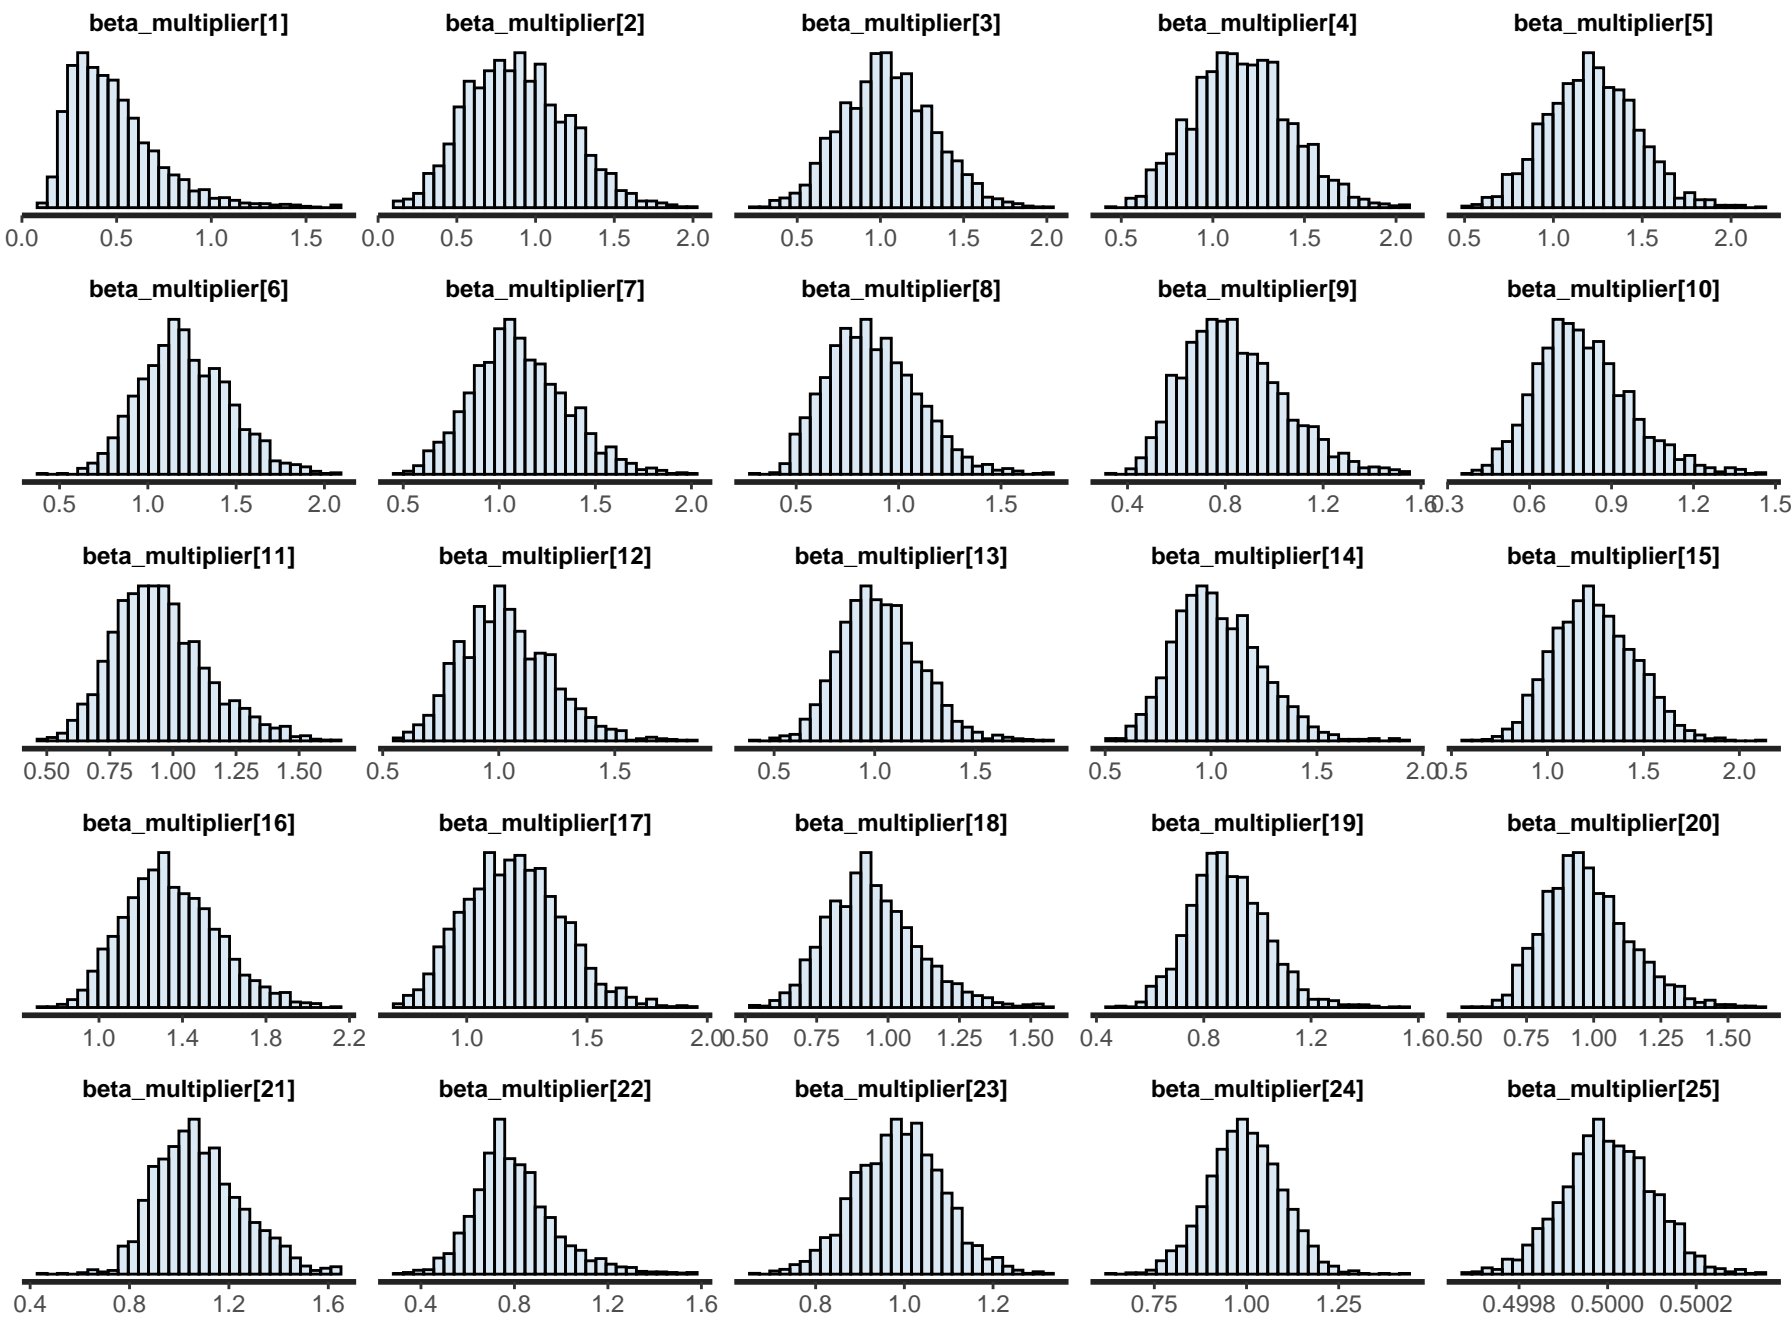 beta_multiplier[1] beta_multiplier[2] beta_multiplier[3] beta_multiplier[4] beta_multiplier[5]
0.0 0.5 1.0 1.5 0.0 0.5 1.0 1.5 2.0 0.5 1.0 1.5 2.0 0.5 1.0 1.5 2.0 0.5 1.0 1.5 2.0
beta_multiplier[6] beta_multiplier[7] beta_multiplier[8] beta_multiplier[9] beta_multiplier[10]
0.5 1.0 1.5 2.0 0.5 1.0 1.5 2.0 0.5 1.0 1.5 0.4 0.8 1.2 1.6 0.3 0.6 0.9 1.2 1.5
beta_multiplier[11] beta_multiplier[12] beta_multiplier[13] beta_multiplier[14] beta_multiplier[15]
0.50 0.75 1.00 1.25 1.50 0.5 1.0 1.5 0.5 1.0 1.5 0.5 1.0 1.5 2.0 0.5 1.0 1.5 2.0
beta_multiplier[16] beta_multiplier[17] beta_multiplier[18] beta_multiplier[19] beta_multiplier[20]
1.0 1.4 1.8 2.2 1.0 1.5 2.0 0.50 0.75 1.00 1.25 1.50 0.4 0.8 1.2 1.6 0.50 0.75 1.00 1.25 1.50
beta_multiplier[21] beta_multiplier[22] beta_multiplier[23] beta_multiplier[24] beta_multiplier[25]
0.4 0.8 1.2 1.6 0.4 0.8 1.2 1.6 0.8 1.0 1.2 0.75 1.00 1.25 0.4998 0.5000 0.5002